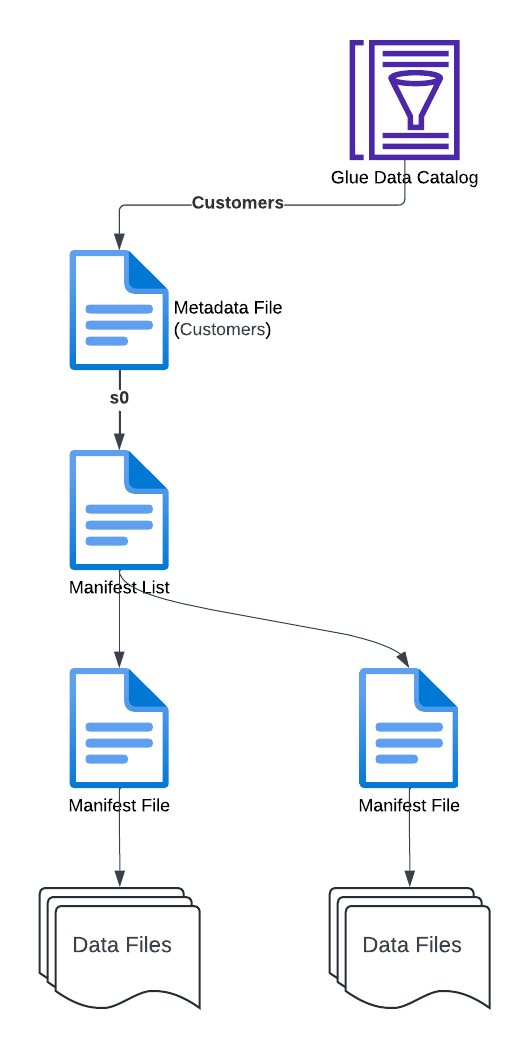 Glue Data Catalog
Customers
Metadata File
(Customers)
s0
Manifest List
Manifest File
Manifest File
Data Files
Data Files